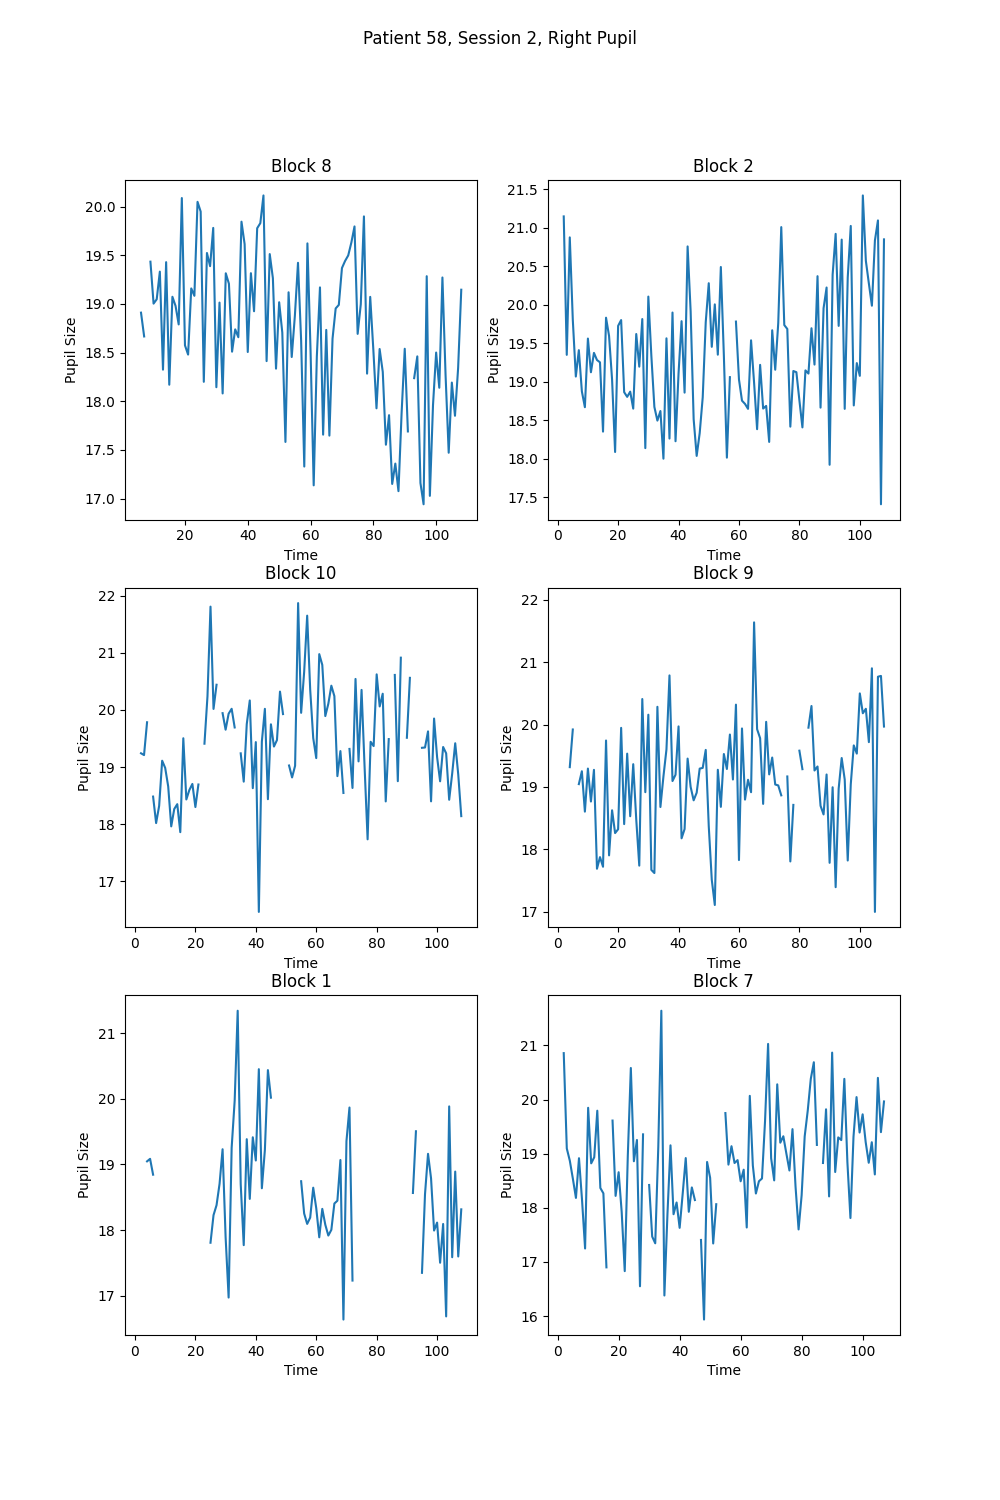 Patient 58, Session 2, Right Pupil
Block 8
Pupil Size
20.0
19.5
19.0
18.5
18.0
17.5
17.0
20 40 60 80 100
Time
Block 2
Pupil Size
21.5
21.0
20.5
20.0
19.5
19.0
18.5
18.0
17.5
0 20 40 60 80 100
Time
Block 10
Pupil Size
22
21
20
19
18
17
0 20 40 60 80 100
Time
Block 9
Pupil Size
22
21
20
19
18
17
0 20 40 60 80 100
Time
Block 1
Pupil Size
21
20
19
18
17
0 20 40 60 80 100
Time
Block 7
Pupil Size
21
20
19
18
17
16
0 20 40 60 80 100
Time